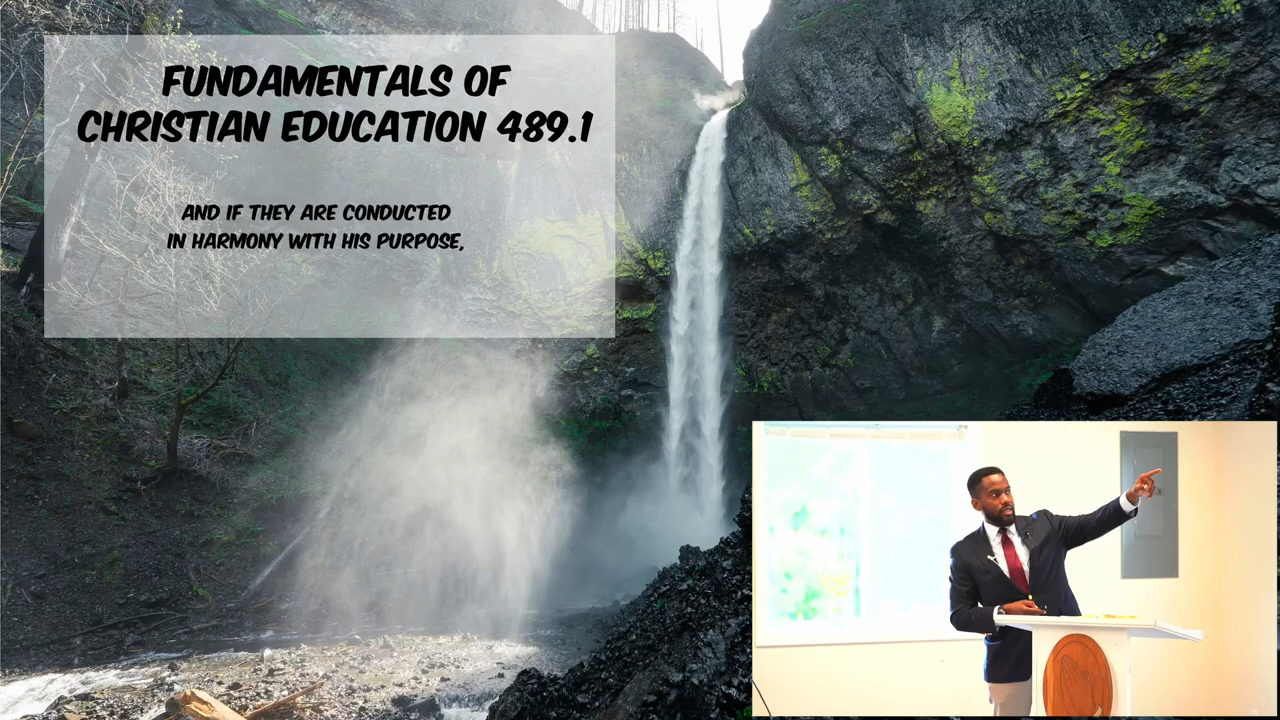 FUNDAMENTALS OF
CHRISTIAN EDUCATION 489.1
AND IF THEY ARE CONDUCTED
IN HARMONY WITH HIS PURPOSE,